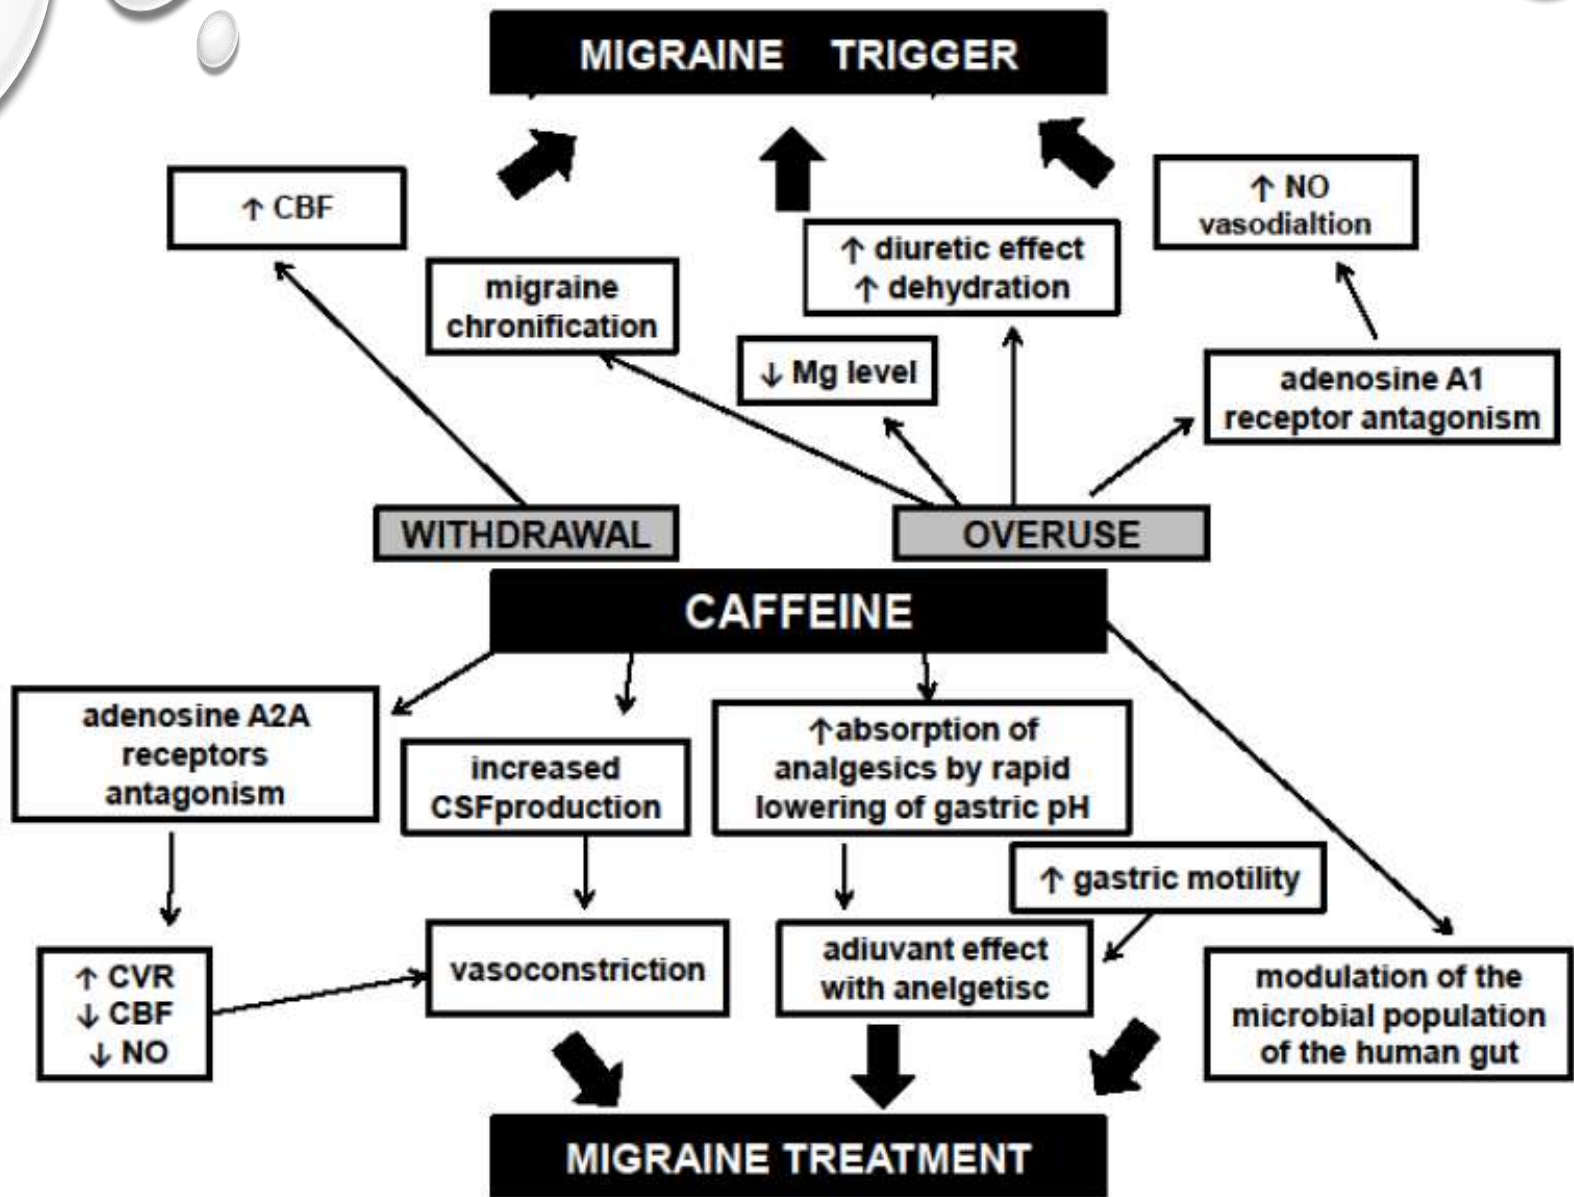 MIGRAINE TRIGGER
↑ CBF
↑ NO
vasodialtion
↑ diuretic effect
↑ dehydration
migraine
chronification
↓ Mg level
adenosine A1
receptor antagonism
WITHDRAWAL
OVERUSE
CAFFEINE
adenosine A2A
receptors
antagonism
increased
CSFproduction
↑absorption of
analgesics by rapid
lowering of gastric pH
↑ gastric motility
↑ CVR
↓ CBF
↓ NO
vasoconstriction
adiuvant effect
with anelgetisc
modulation of the
microbial population
of the human gut
MIGRAINE TREATMENT